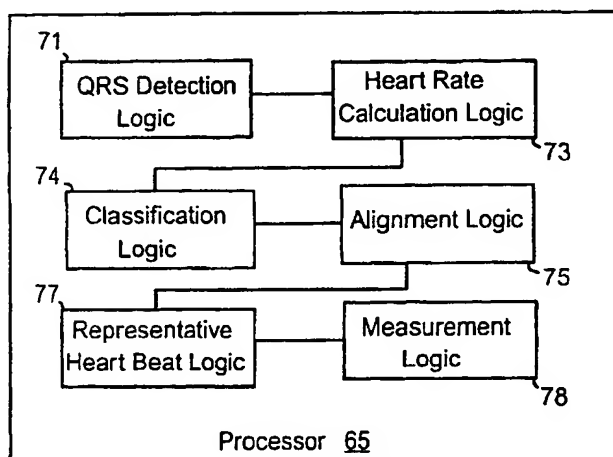 71
QRS Detection
Logic
Heart Rate
Calculation Logic
73
74
Classification
Logic
Alignment Logic
75
77
Representative
Heart Beat Logic
Measurement
Logic
78
Processor 65